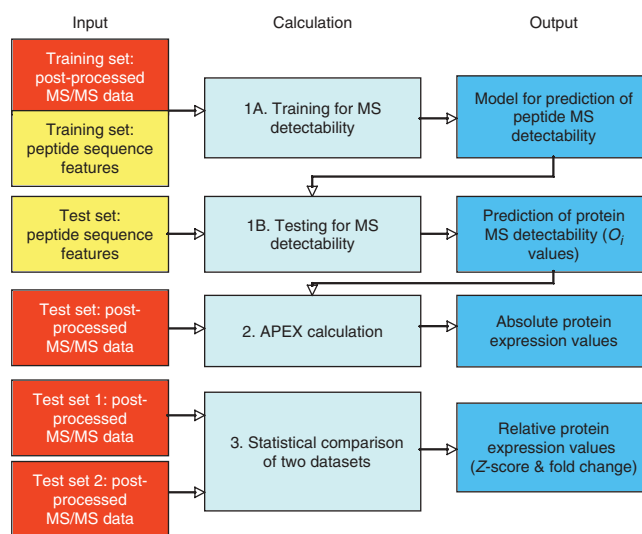 Input
Calculation
Output
Training set:
post-processed
MS/MS data
Training set:
peptide sequence
features
1A. Training for MS
detectability
Model for prediction of
peptide MS
detectability
Test set:
peptide sequence
features
1B. Testing for MS
detectability
Prediction of protein
MS detectability (Oi
values)
Test set: post-
processed
MS/MS data
2. APEX calculation
Absolute protein
expression values
Test set 1: post-
processed
MS/MS data
Test set 2: post-
processed
MS/MS data
3. Statistical comparison
of two datasets
Relative protein
expression values
(Z-score & fold change)